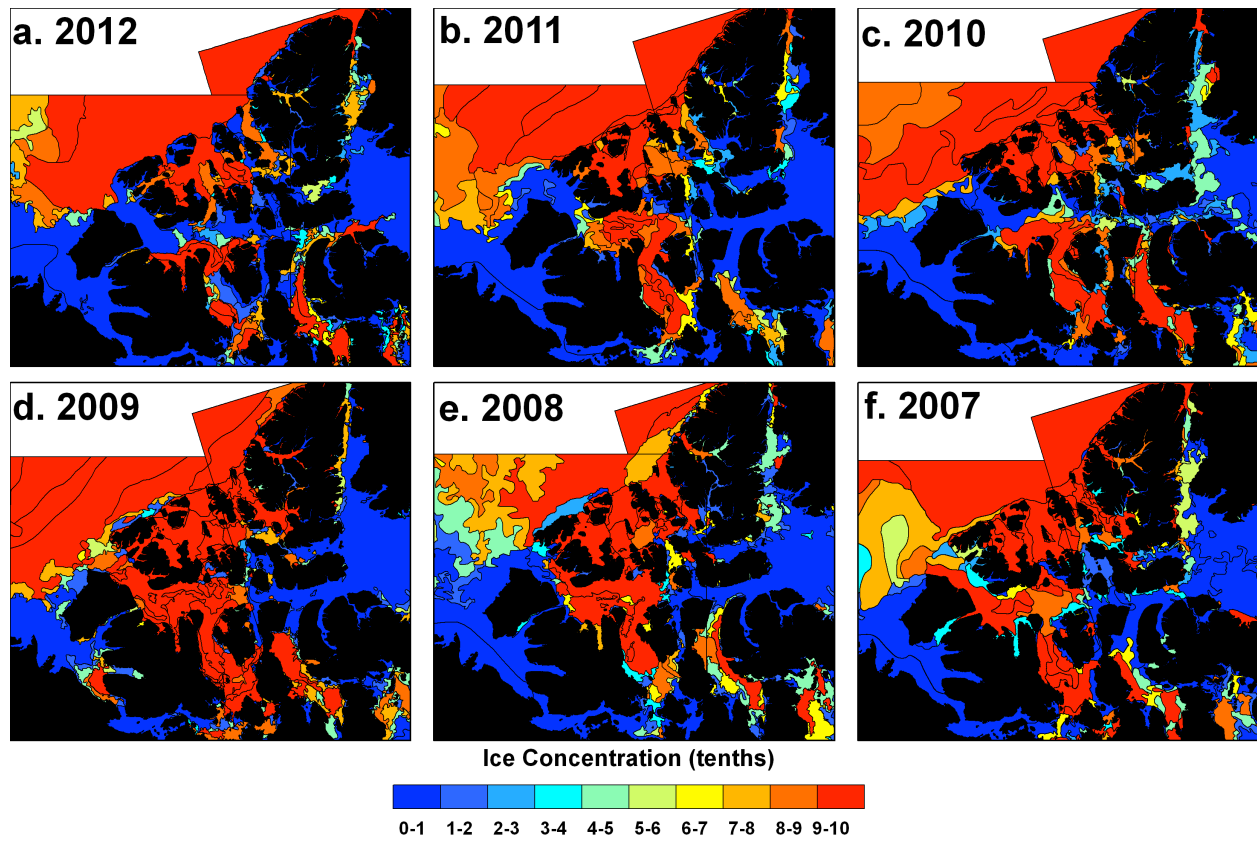 a. 2012
b. 2011
c. 2010
d. 2009
e. 2008
f. 2007
Ice Concentration (tenths)
0-1 1-2 2-3 3-4 4-5 5-6 6-7 7-8 8-9 9-10